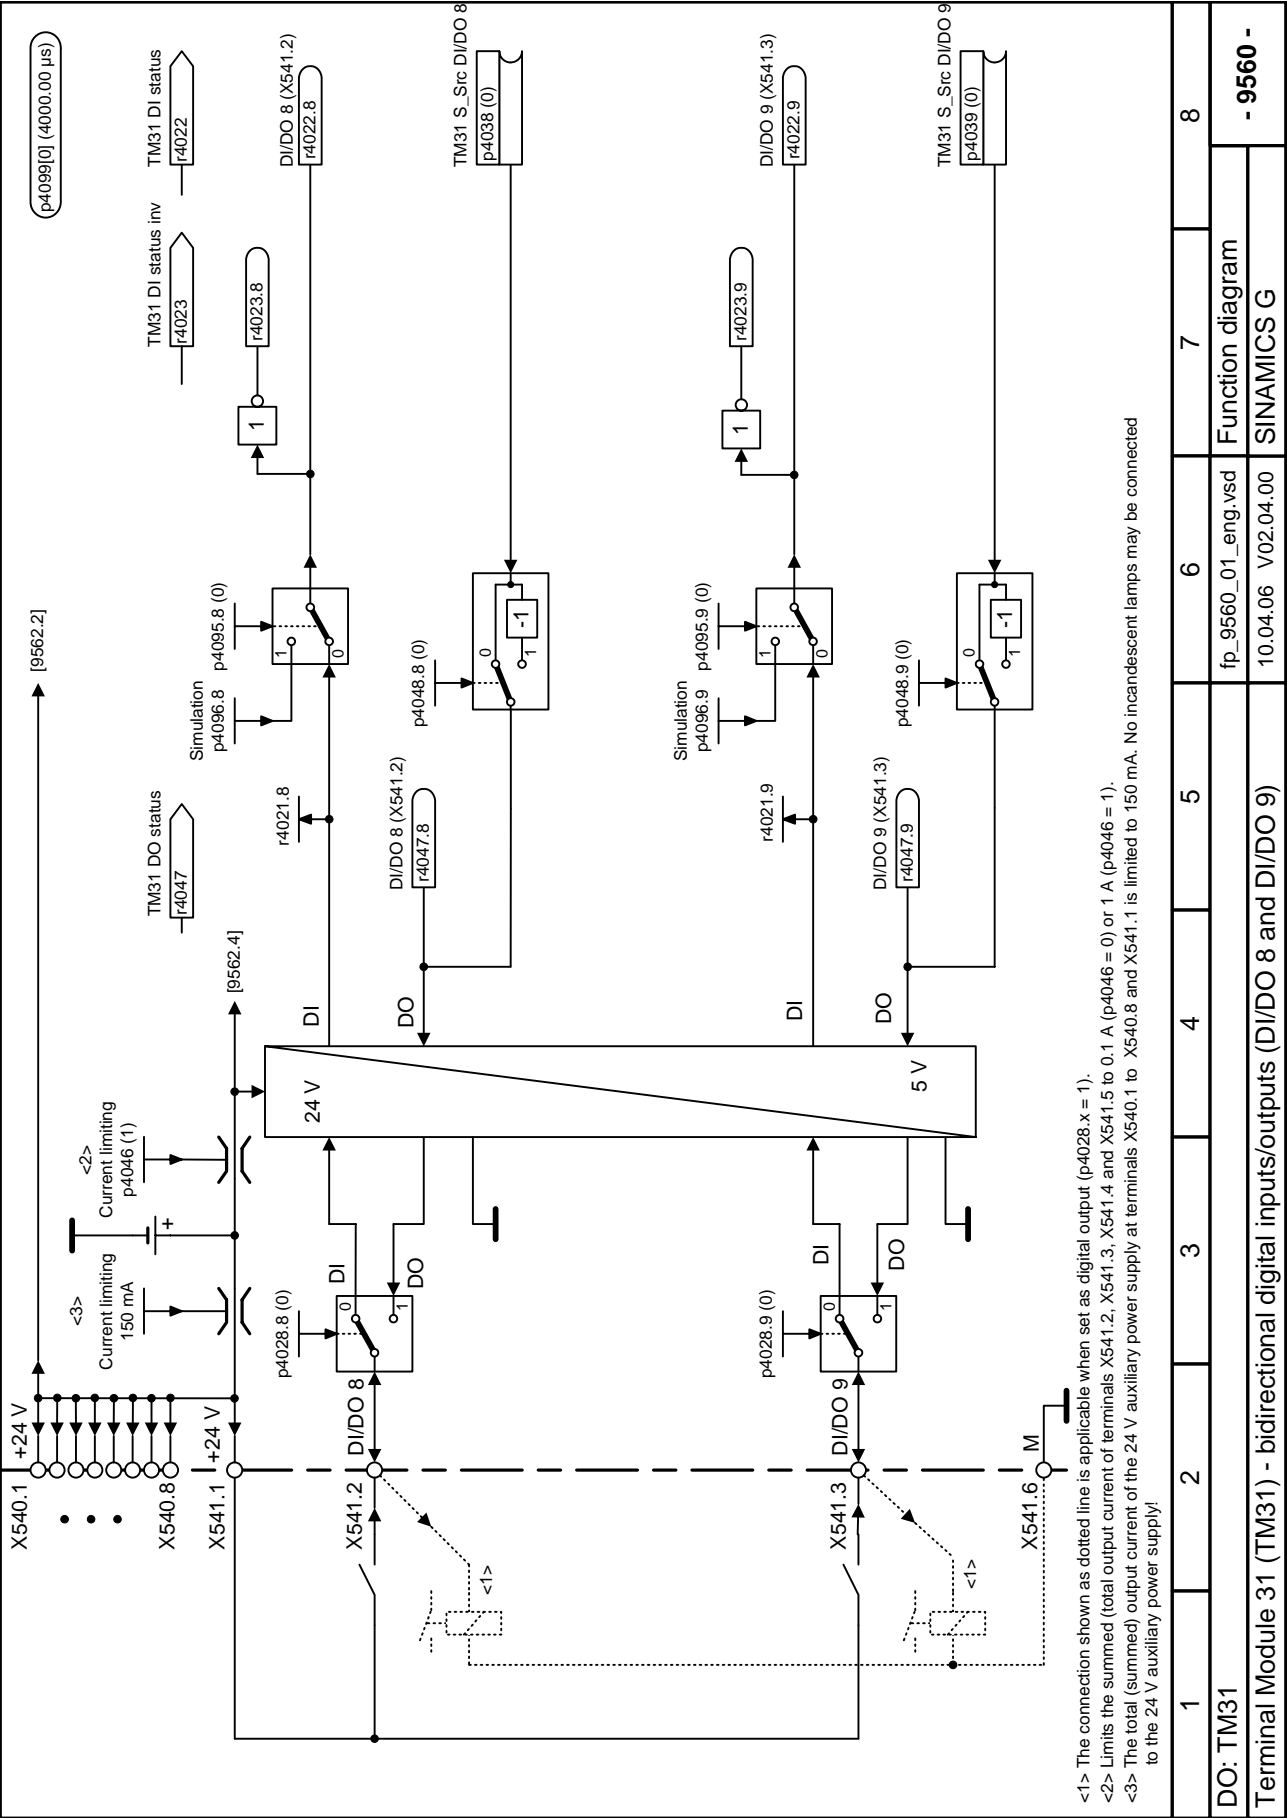 p4099[0] (4000.00 µs)
[9562.2]
TM31 DO status
r4047
TM31 DI status inv
r4023
TM31 DI status
r4022
X540.1
+24 V
X540.8
X541.1
+24 V
<3>
Current limiting
150 mA
+
<2>
Current limiting
p4046 (1)
[9562.4]
24 V
5 V
X541.2
DI/DO 8
p4028.8 (0)
0
1
DI
DO
DI
DO
r4021.8
Simulation
p4096.8
p4095.8 (0)
1
0
1
r4023.8
DI/DO 8 (X541.2)
r4022.8
DI/DO 8 (X541.2)
r4047.8
p4048.8 (0)
0
1
-1
TM31 S_Src DI/DO 8
p4038 (0)
<1>
X541.3
DI/DO 9
p4028.9 (0)
0
1
DI
DO
DI
DO
r4021.9
Simulation
p4096.9
p4095.9 (0)
1
0
1
r4023.9
DI/DO 9 (X541.3)
r4022.9
DI/DO 9 (X541.3)
r4047.9
p4048.9 (0)
0
1
-1
TM31 S_Src DI/DO 9
p4039 (0)
<1>
X541.6
M
<1> The connection shown as dotted line is applicable when set as digital output (p4028.x = 1).
<2> Limits the summed (total output current of terminals X541.2, X541.3, X541.4 and X541.5 to 0.1 A (p4046 = 0) or 1 A (p4046 = 1).
<3> The total (summed) output current of the 24 V auxiliary power supply at terminals X540.1 to X540.8 and X541.1 is limited to 150 mA. No incandescent lamps may be connected
to the 24 V auxiliary power supply!
1 2 3 4 5 6 7 8
DO: TM31
fp_9560_01_eng.vsd
Function diagram
- 9560 -
Terminal Module 31 (TM31) - bidirectional digital inputs/outputs (DI/DO 8 and DI/DO 9)
10.04.06 V02.04.00
SINAMICS G